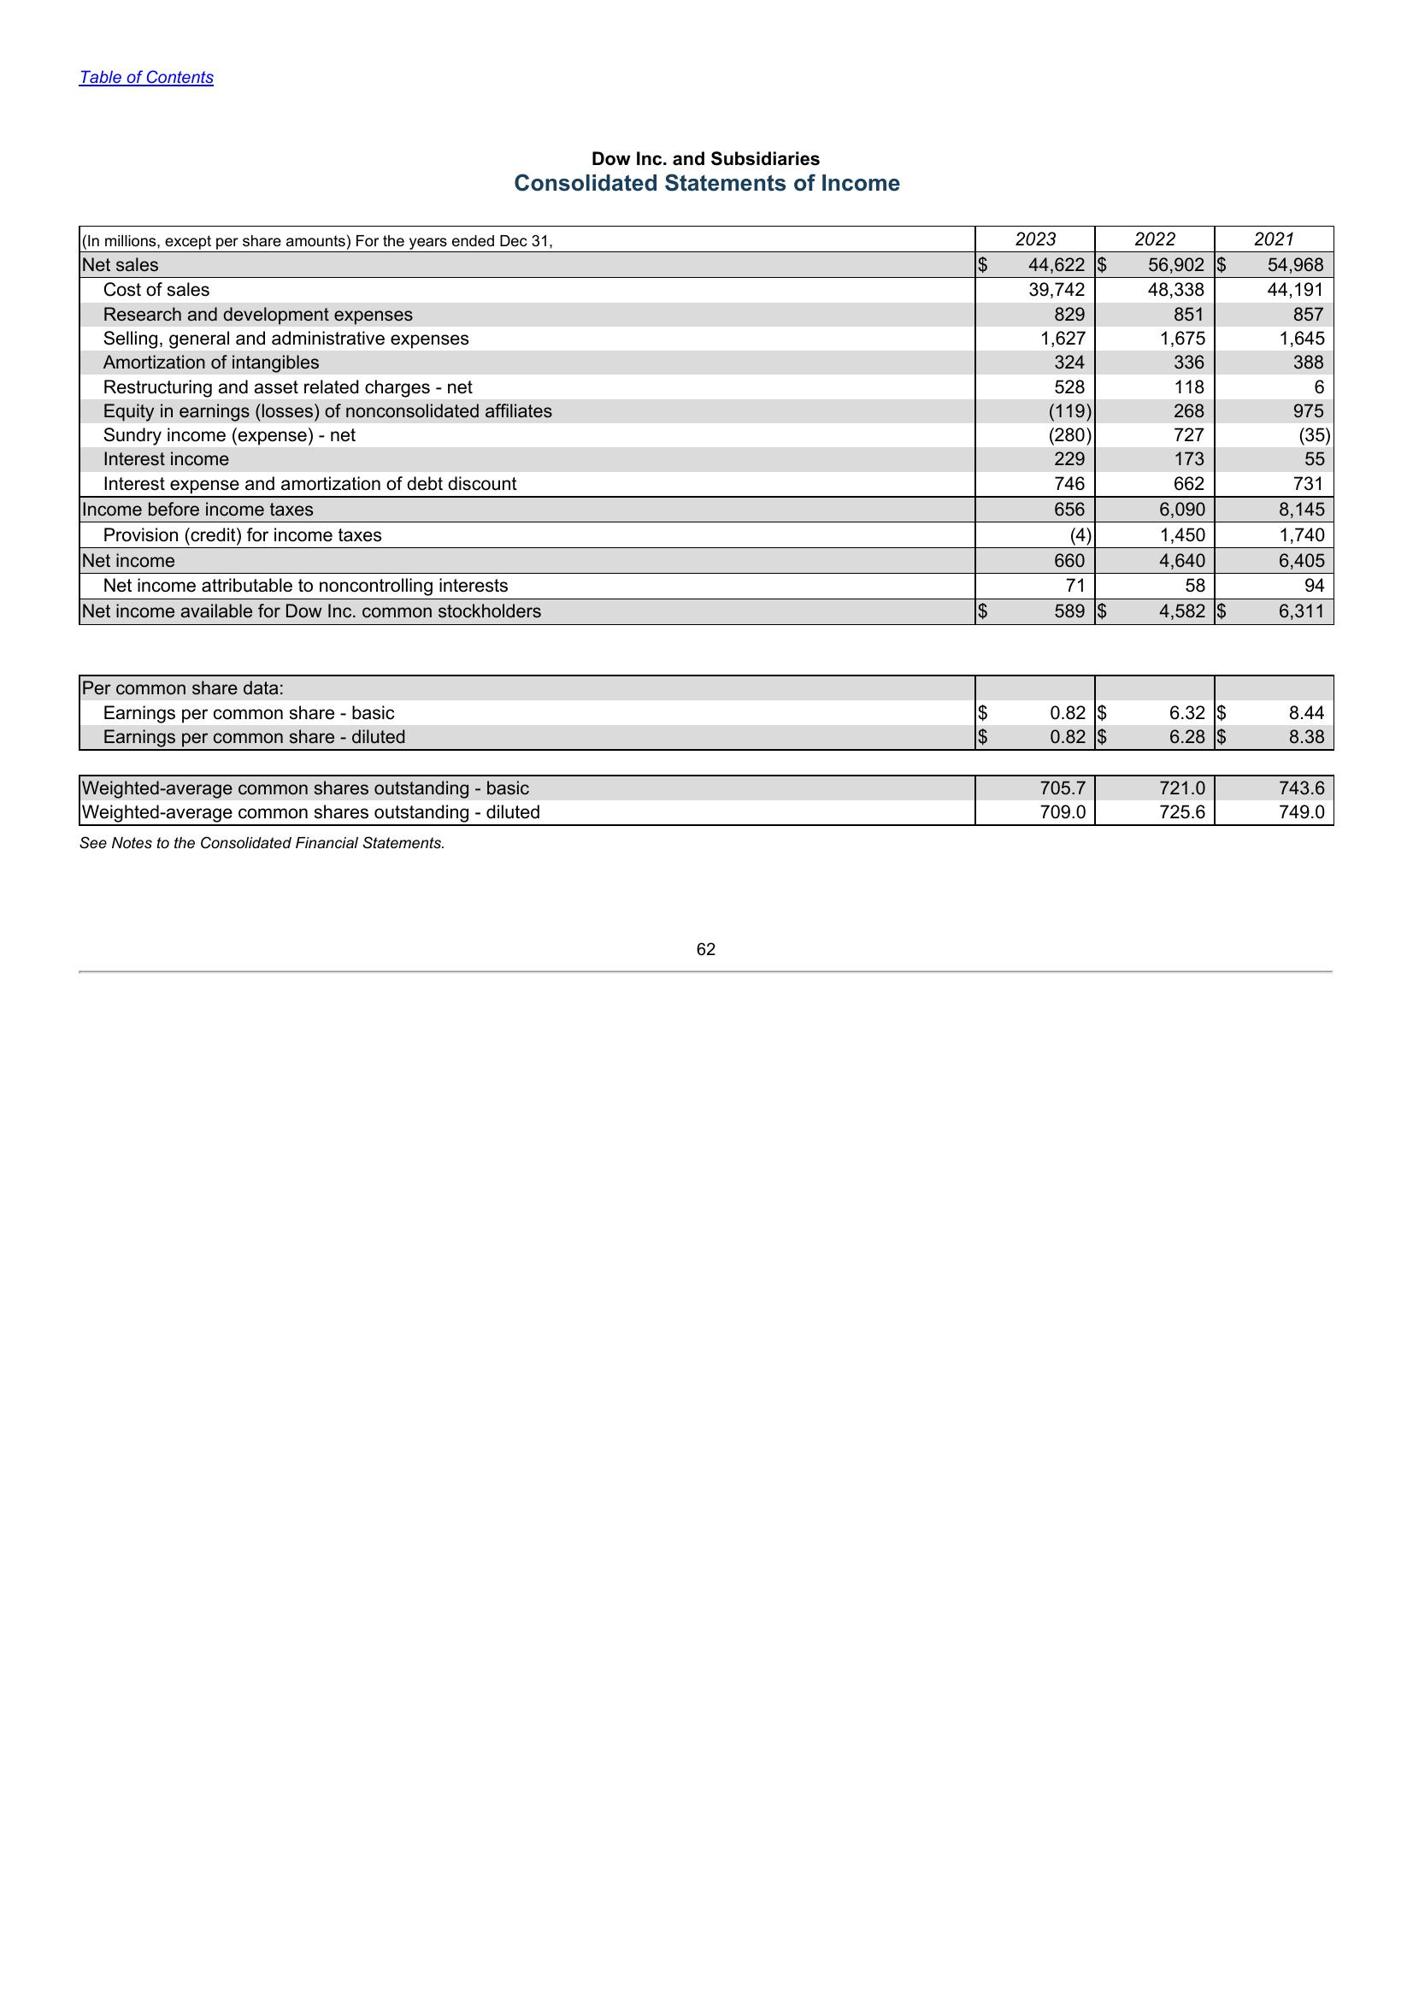 Table of Contents
Dow Inc. and Subsidiaries
Consolidated Statements of Income
(In millions, except per share amounts) For the years ended Dec 31, 2023 2022 2021
Net sales $ 44,622 $ 56,902 $ 54,968
Cost of sales 39,742 48,338 44,191
Research and development expenses 829 851 857
Selling, general and administrative expenses 1,627 1,675 1,645
Amortization of intangibles 324 336 388
Restructuring and asset related charges - net 528 118 6
Equity in earnings (losses) of nonconsolidated affiliates (119) 268 975
Sundry income (expense) - net (280) 727 (35)
Interest income 229 173 55
Interest expense and amortization of debt discount 746 662 731
Income before income taxes 656 6,090 8,145
Provision (credit) for income taxes (4) 1,450 1,740
Net income 660 4,640 6,405
Net income attributable to noncontrolling interests 71 58 94
Net income available for Dow Inc. common stockholders $ 589 $ 4,582 $ 6,311
Per common share data:
Earnings per common share - basic $ 0.82 $ 6.32 $ 8.44
Earnings per common share - diluted $ 0.82 $ 6.28 $ 8.38
Weighted-average common shares outstanding - basic 705.7 721.0 743.6
Weighted-average common shares outstanding - diluted 709.0 725.6 749.0
See Notes to the Consolidated Financial Statements.
62